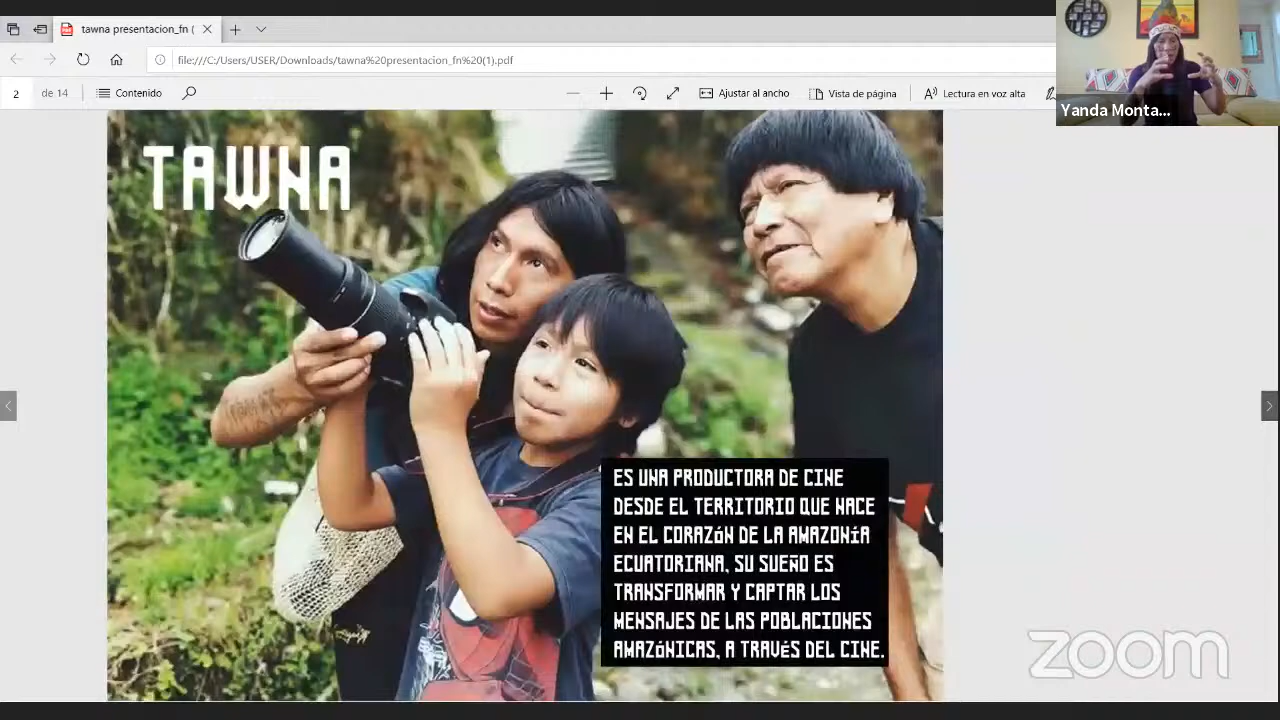 tawna presentacion_fn (
file:///C:/Users/USER/Downloads/tawna%20presentacion_fn%20(1).pdf
2 de 14 Contenido Ajustar al ancho Vista de página Lectura en voz alta
Yanda Monta...
TAWNA
ES UNA PRODUCTORA DE CINE
DESDE EL TERRITORIO QUE NACE
EN EL CORAZÓN DE LA AMAZONÍA
ECUATORIANA, SU SUEÑO ES
TRANSFORMAR Y CAPTAR LOS
MENSAJES DE LAS POBLACIONES
AMAZÓNICAS, A TRAVÉS DEL CINE.
zoom